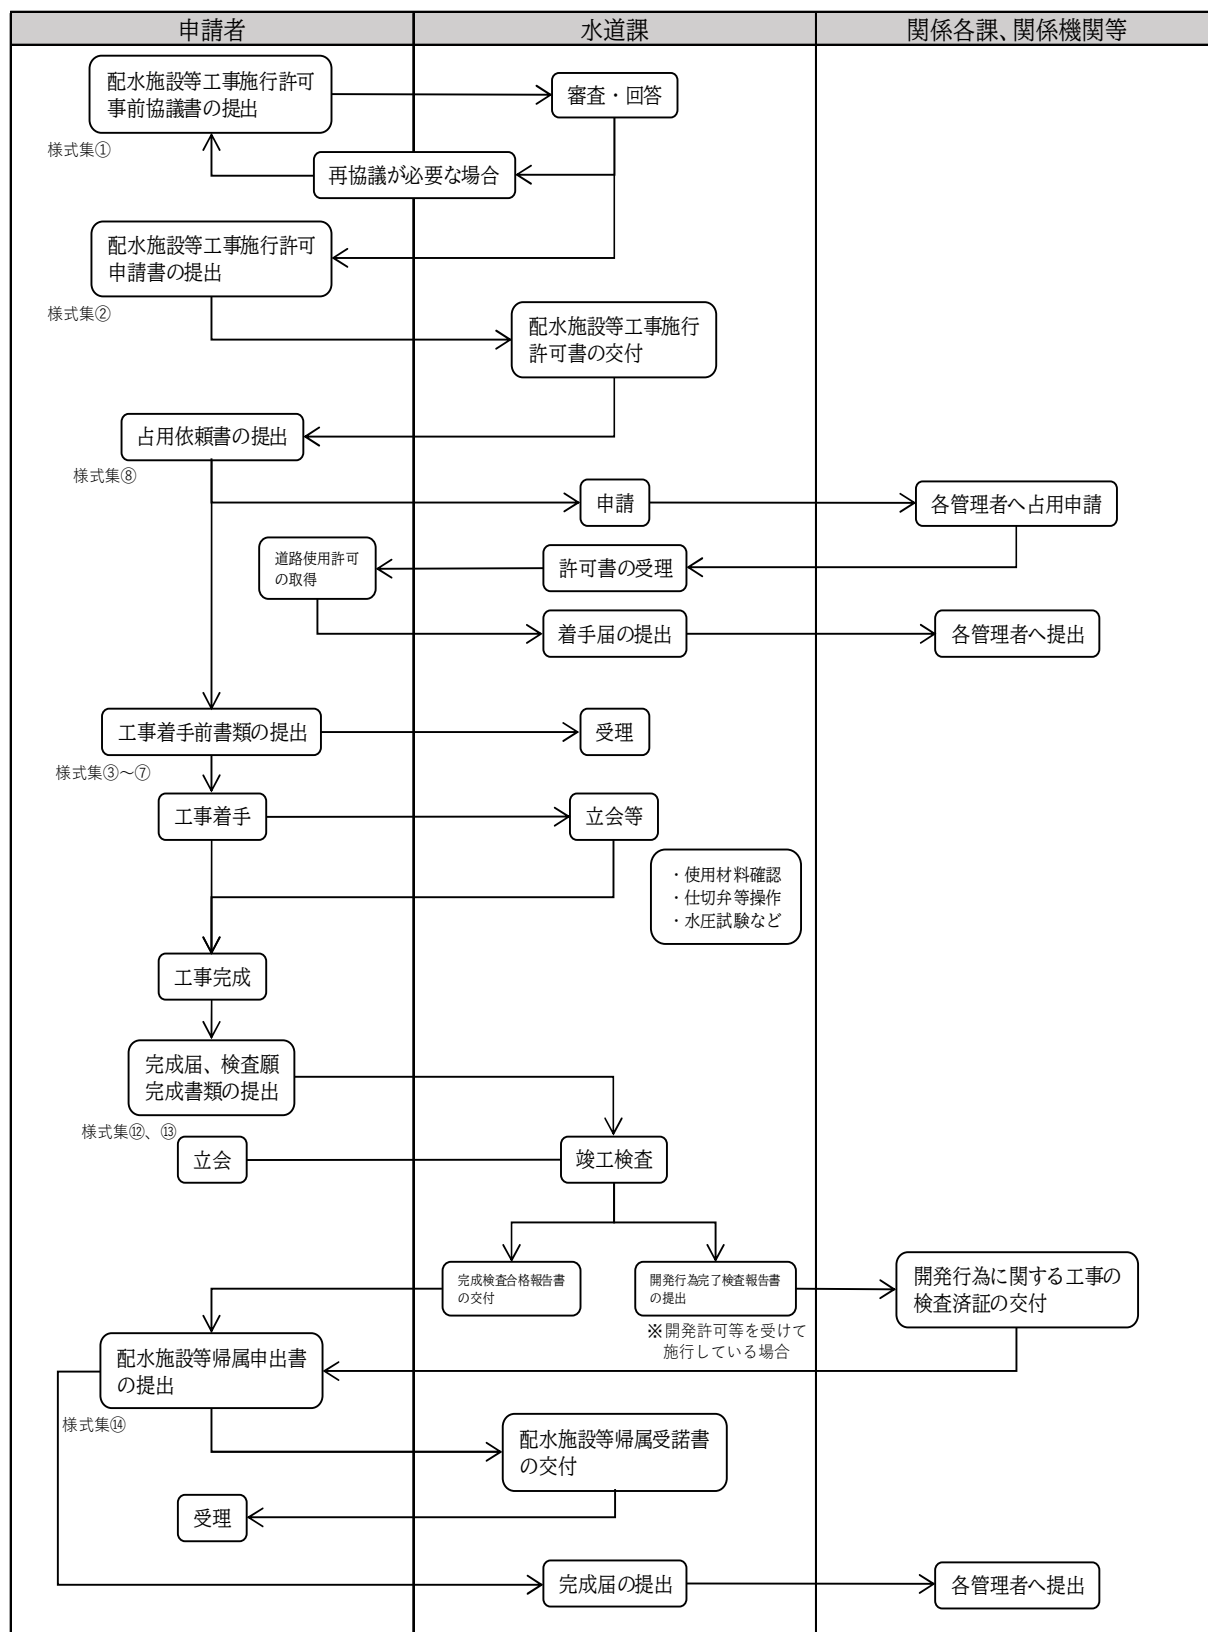 申請者
水道課
関係各課、関係機関等
配水施設等工事施行許可
事前協議書の提出
審査・回答
様式集①
再協議が必要な場合
配水施設等工事施行許可
申請書の提出
様式集②
配水施設等工事施行
許可書の交付
占用依頼書の提出
様式集⑧
申請
各管理者へ占用申請
道路使用許可
の取得
許可書の受理
着手届の提出
各管理者へ提出
工事着手前書類の提出
受理
様式集③～⑦
工事着手
立会等
・使用材料確認
・仕切弁等操作
・水圧試験など
工事完成
完成届、検査願
完成書類の提出
様式集⑫、⑬
立会
竣工検査
完成検査合格報告書
の交付
開発行為完了検査報告書
の提出
開発行為に関する工事の
検査済証の交付
※開発許可等を受けて
施行している場合
配水施設等帰属申出書
の提出
様式集⑭
配水施設等帰属受諾書
の交付
受理
完成届の提出
各管理者へ提出